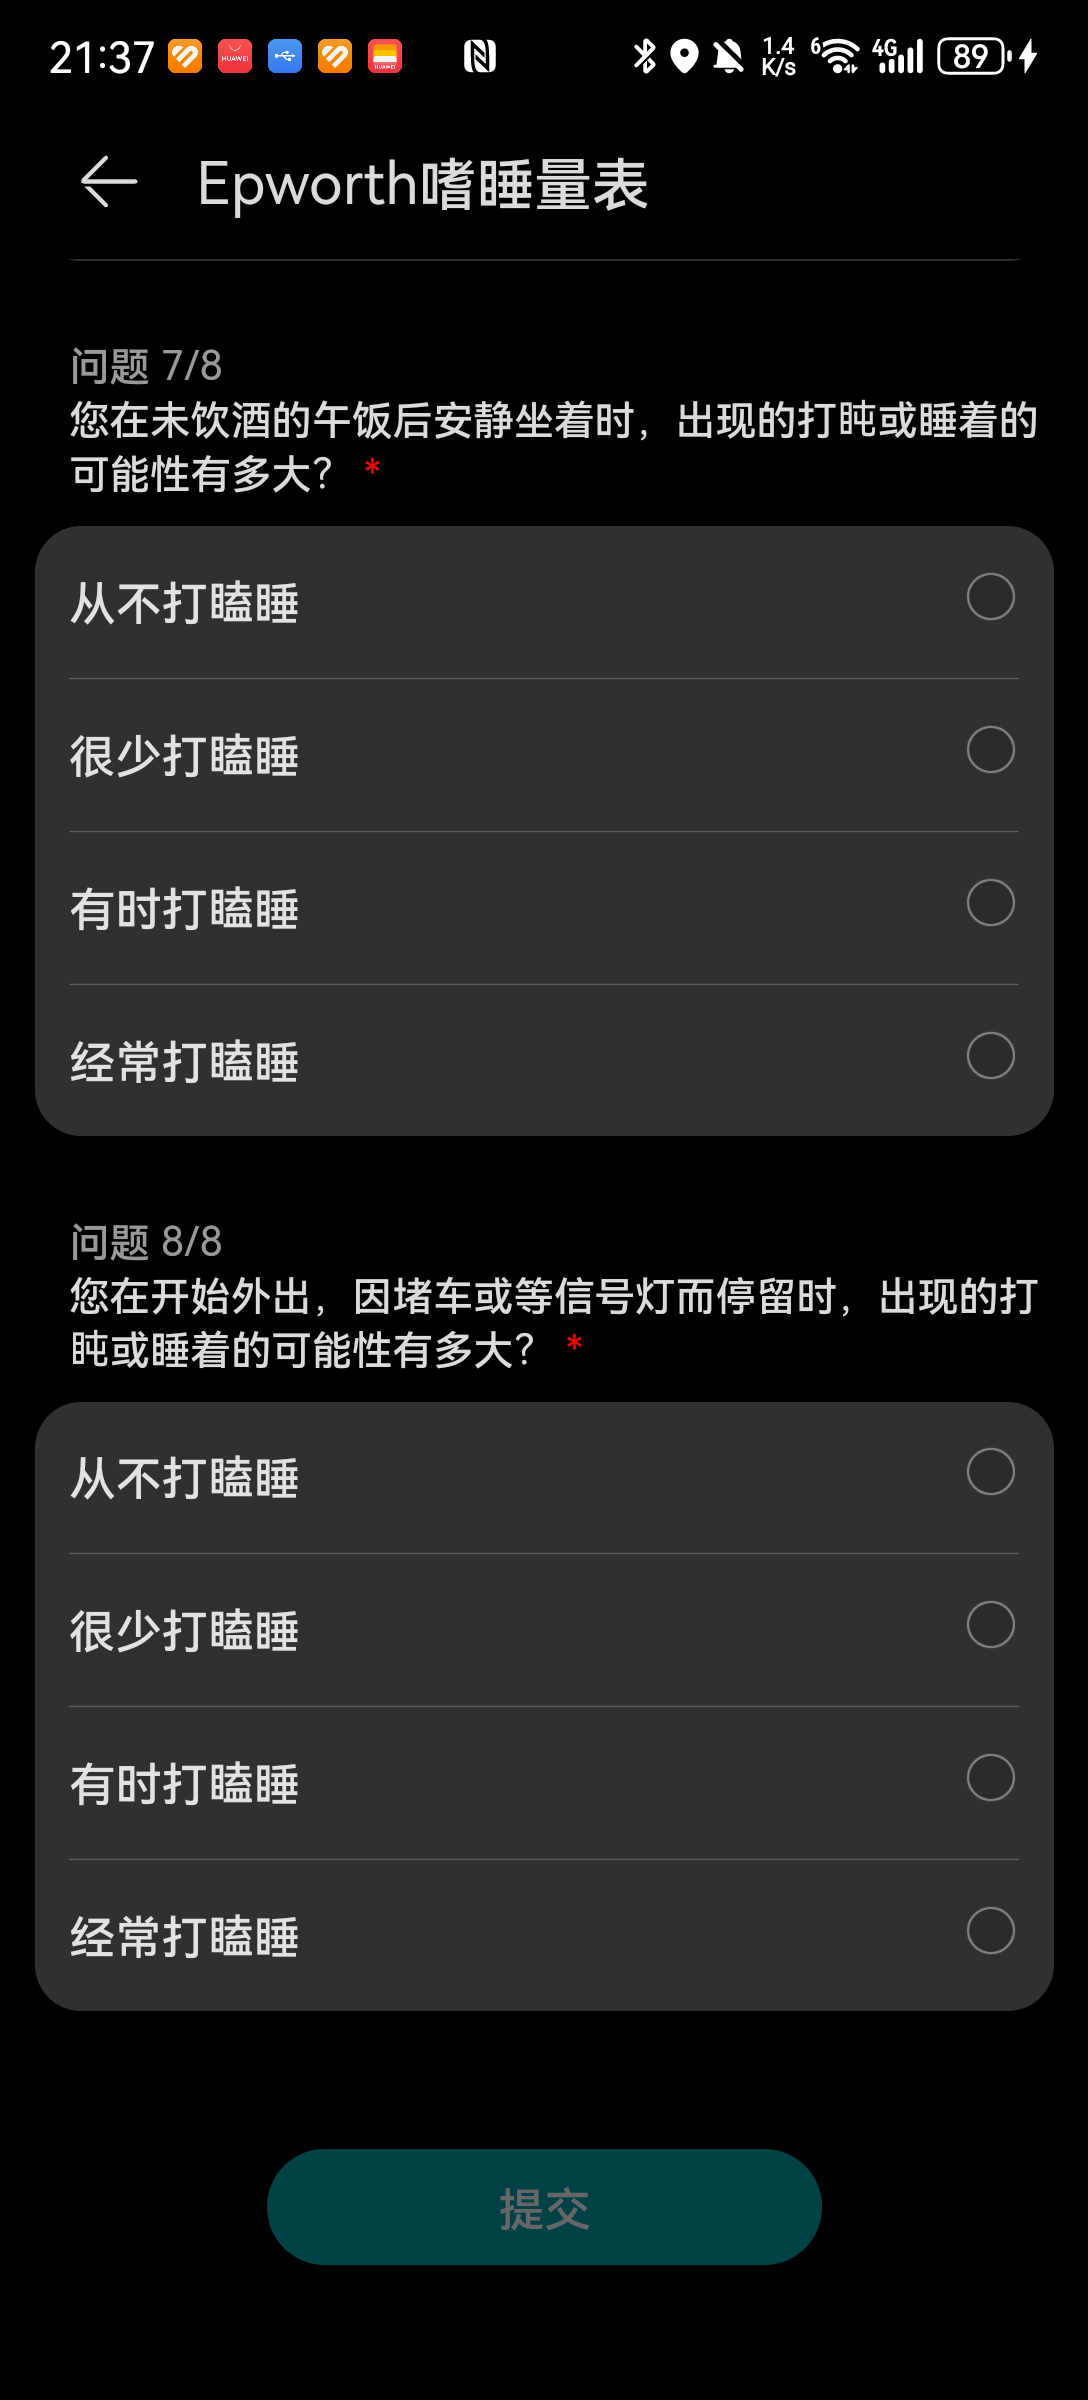 21:37
HUAWEI
HUAWEI
1.4
K/s
6
4G
89
Epworth嗜睡量表
问题 7/8
您在未饮酒的午饭后安静坐着时，出现的打盹或睡着的
可能性有多大？ *
从不打瞌睡
很少打瞌睡
有时打瞌睡
经常打瞌睡
问题 8/8
您在开始外出，因堵车或等信号灯而停留时，出现的打
盹或睡着的可能性有多大？ *
从不打瞌睡
很少打瞌睡
有时打瞌睡
经常打瞌睡
提交